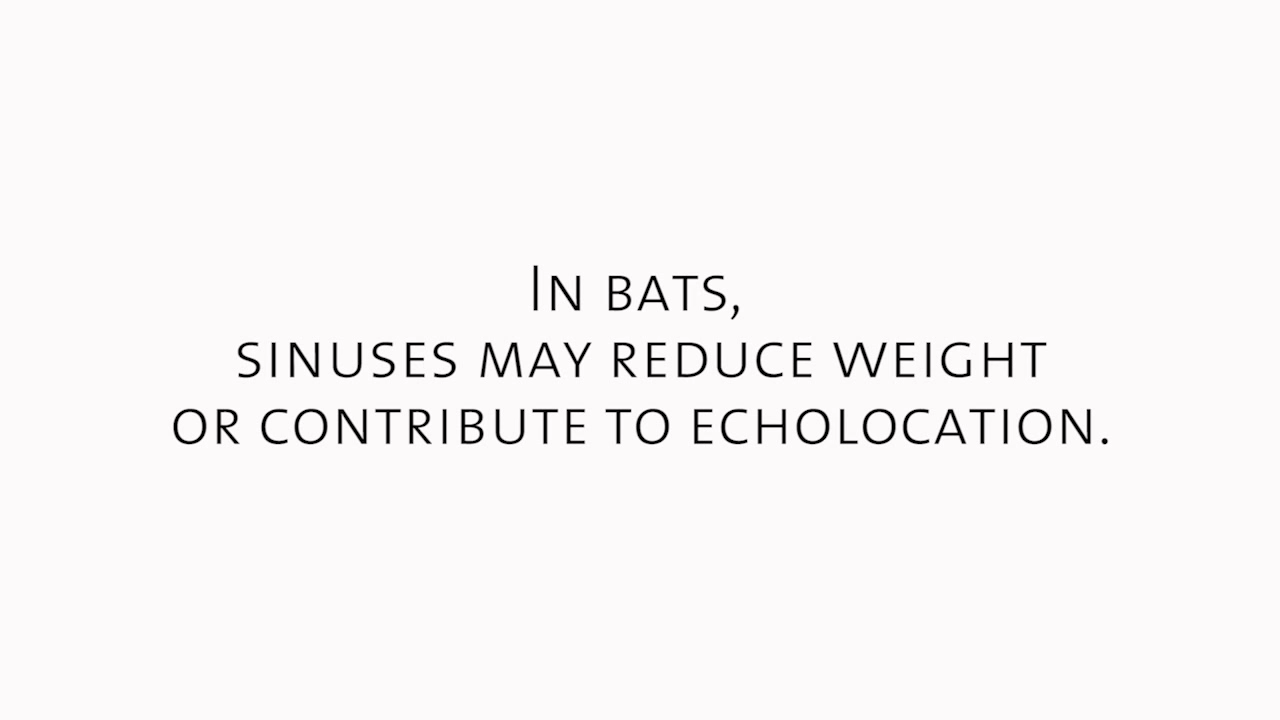 In bats,
sinuses may reduce weight
or contribute to echolocation.